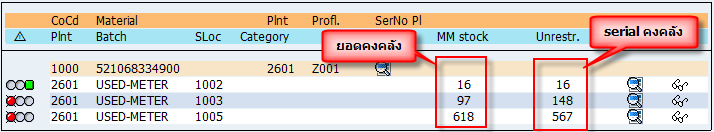 CoCd Material Plnt Profl. SerNo Pl
Plnt Batch SLoc Category MM stock Unrestr.
ยอดคงคลัง
serial คงคลัง
1000 521068334900 2601 Z001
2601 USED-METER 1002 16 16
2601 USED-METER 1003 97 148
2601 USED-METER 1005 618 567